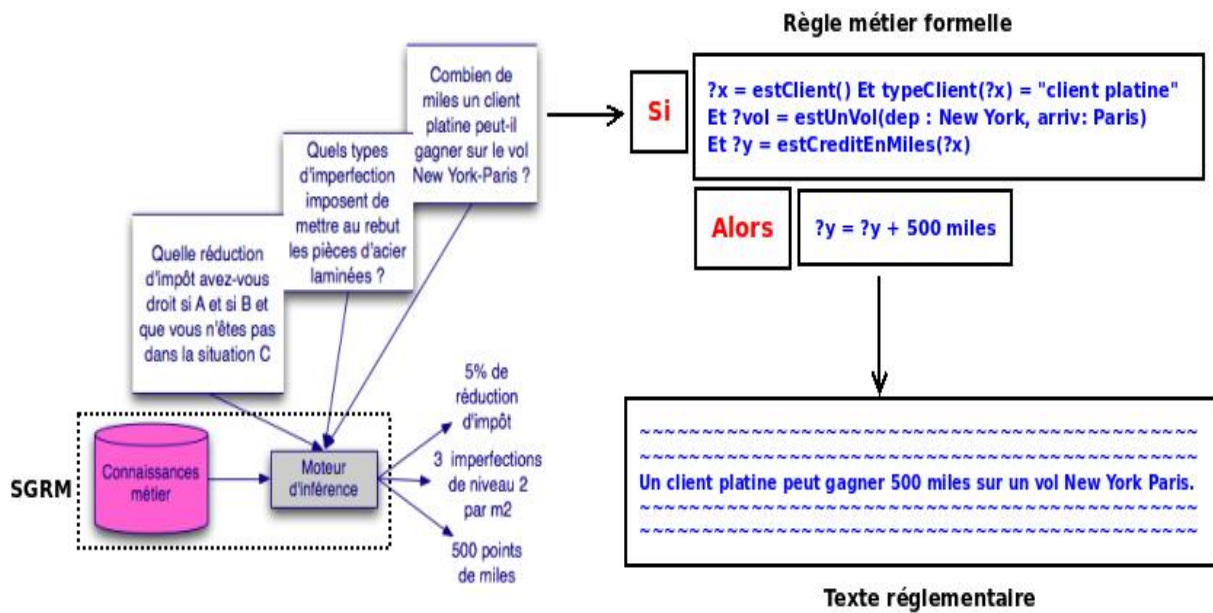 Règle métier formelle
Combien de
miles un client
platine peut-il
gagner sur le vol
New York-Paris ?
Quels types
d'imperfection
imposent de
mettre au rebut
les pièces d'acier
laminées ?
Quelle réduction
d'impôt avez-vous
droit si A et si B et
que vous n'êtes pas
dans la situation C
Si
?x = estClient() Et typeClient(?x) = "client platine"
Et ?vol = estUnVol(dep : New York, arriv: Paris)
Et ?y = estCreditEnMiles(?x)
Alors
?y = ?y + 500 miles
SGRM
Connaissances
métier
Moteur
d'inférence
5% de
réduction
d'impôt
3 imperfections
de niveau 2
par m2
500 points
de miles
~~~~~~~~~~~~~~~~~~~~~~~~~~~~~~~~~~~~~~~~~~~~
~~~~~~~~~~~~~~~~~~~~~~~~~~~~~~~~~~~~~~~~~~~~
Un client platine peut gagner 500 miles sur un vol New York Paris.
~~~~~~~~~~~~~~~~~~~~~~~~~~~~~~~~~~~~~~~~~~~~
~~~~~~~~~~~~~~~~~~~~~~~~~~~~~~~~~~~~~~~~~~~~
Texte réglementaire